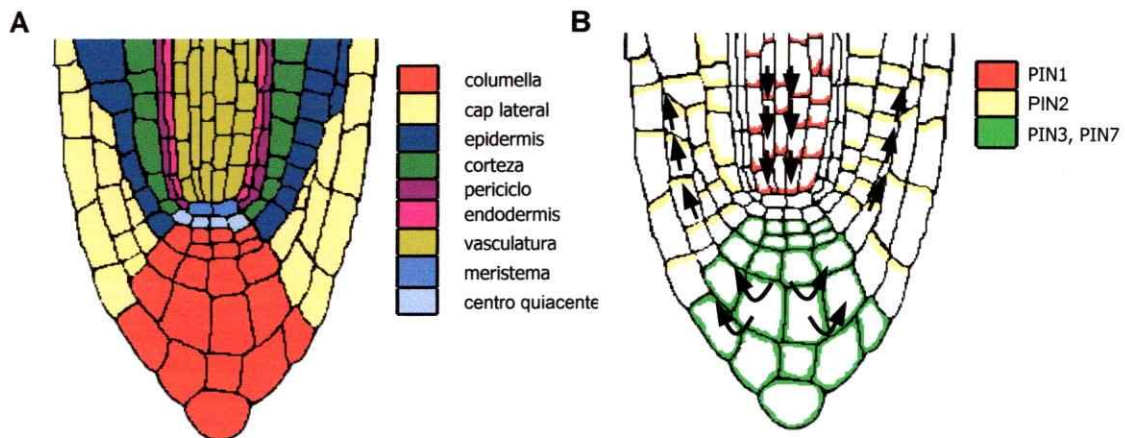 A
columella
cap lateral
epidermis
corteza
periciclo
endodermis
vasculatura
meristema
centro quiacente
B
PIN1
PIN2
PIN3, PIN7